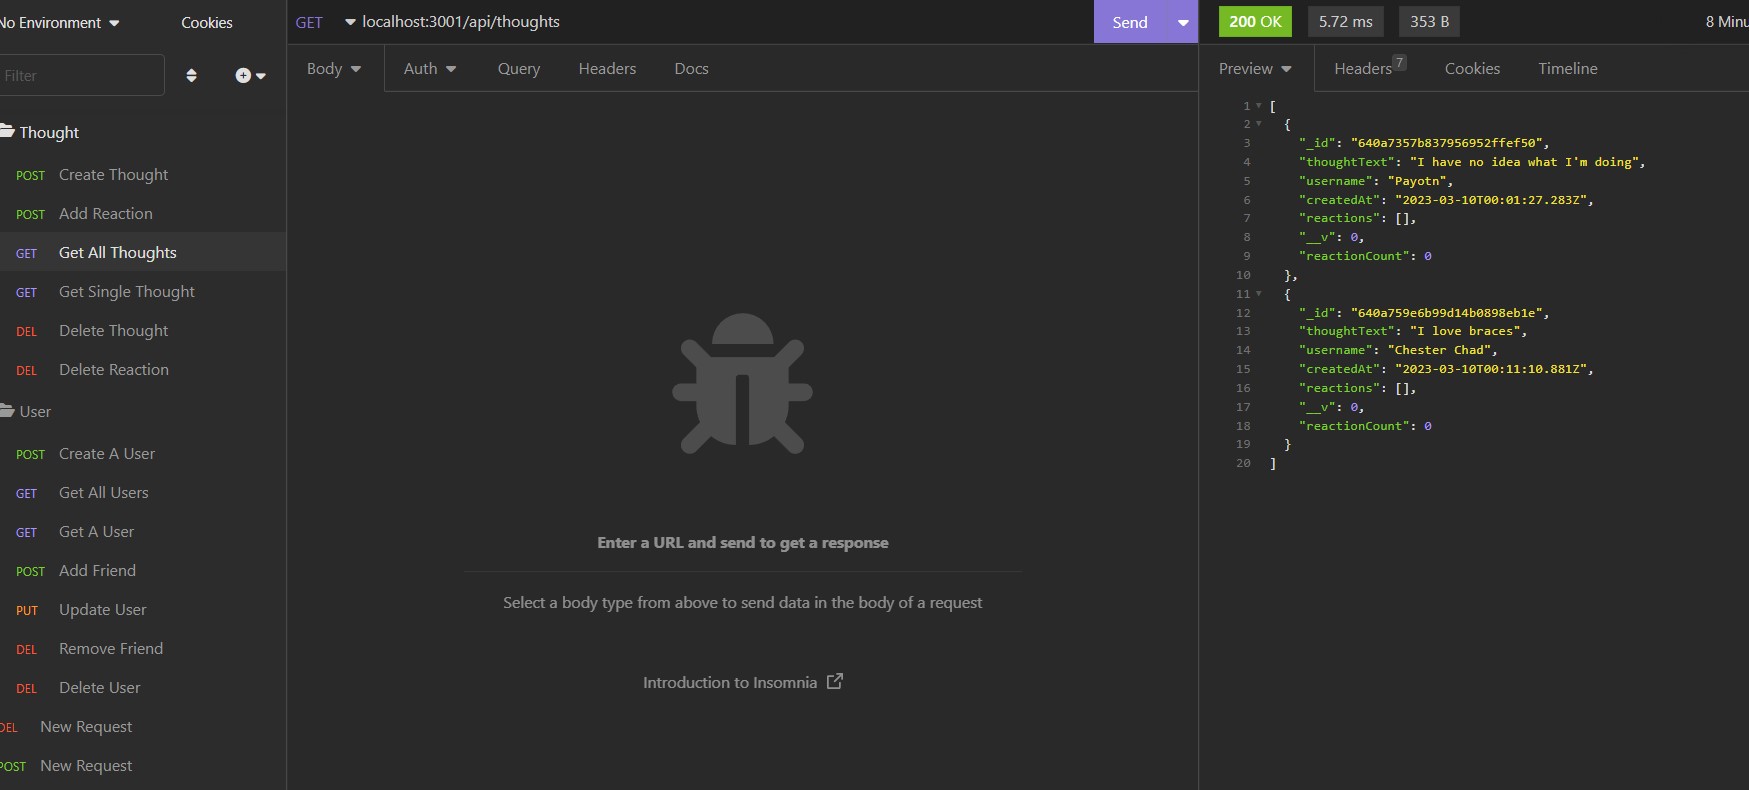 No Environment
Cookies
Filter
Thought
POST Create Thought
POST Add Reaction
GET Get All Thoughts
GET Get Single Thought
DEL Delete Thought
DEL Delete Reaction
User
POST Create A User
GET Get All Users
GET Get A User
POST Add Friend
PUT Update User
DEL Remove Friend
DEL Delete User
DEL New Request
POST New Request
GET localhost:3001/api/thoughts Send
Body Auth Query Headers Docs
Enter a URL and send to get a response
Select a body type from above to send data in the body of a request
Introduction to Insomnia
200 OK 5.72 ms 353 B 8 Minu
Preview Headers 7 Cookies Timeline
1 [
2 {
3 "_id": "640a7357b837956952ffef50",
4 "thoughtText": "I have no idea what I'm doing",
5 "username": "Payotn",
6 "createdAt": "2023-03-10T00:01:27.283Z",
7 "reactions": [],
8 "__v": 0,
9 "reactionCount": 0
10 },
11 {
12 "_id": "640a759e6b99d14b0898eb1e",
13 "thoughtText": "I love braces",
14 "username": "Chester Chad",
15 "createdAt": "2023-03-10T00:11:10.881Z",
16 "reactions": [],
17 "__v": 0,
18 "reactionCount": 0
19 }
20 ]